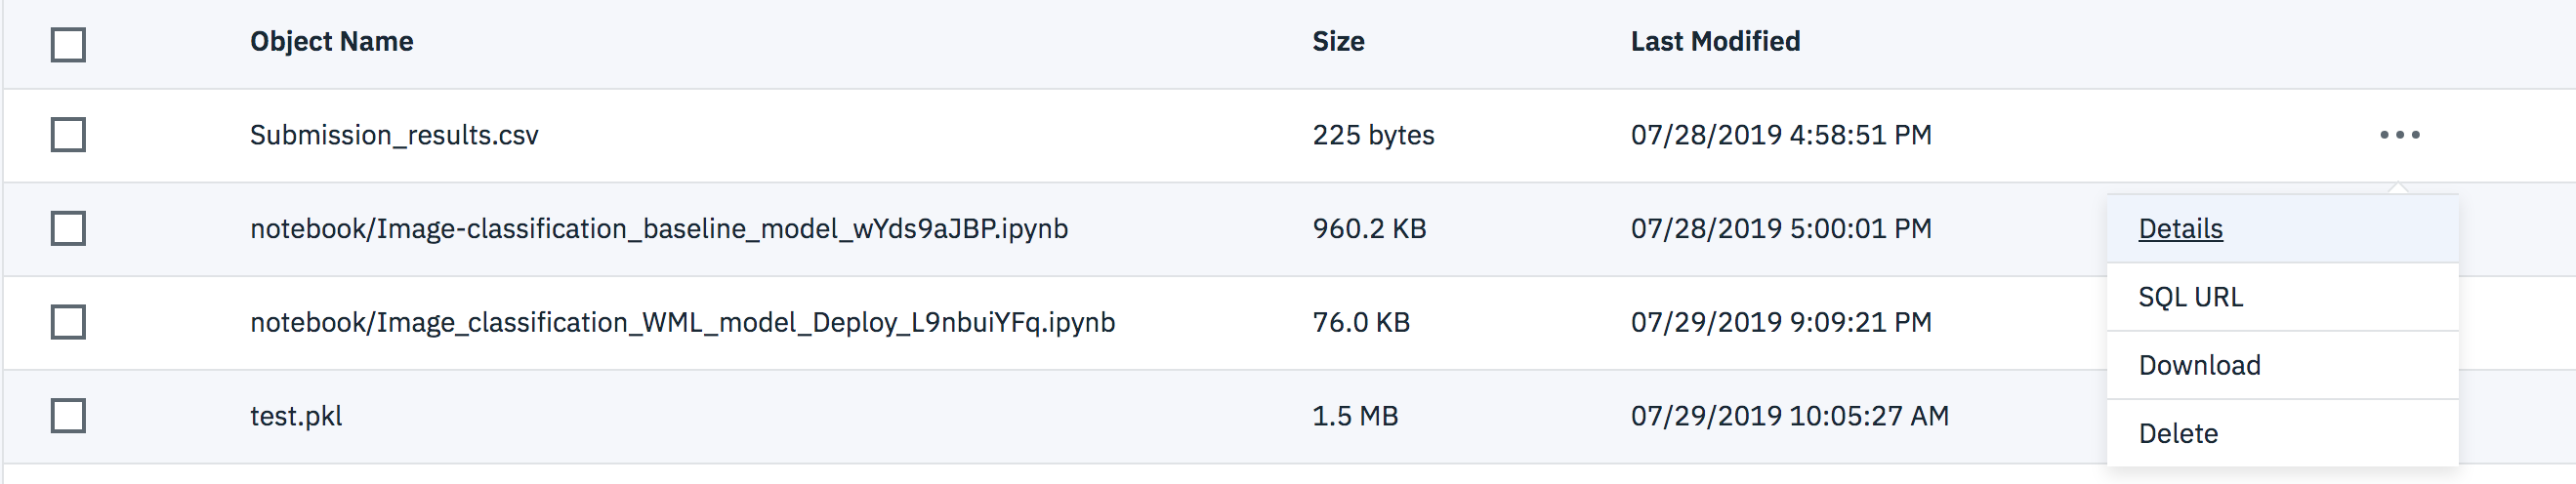 Object Name Size Last Modified
Submission_results.csv 225 bytes 07/28/2019 4:58:51 PM
notebook/Image-classification_baseline_model_wYds9aJBP.ipynb 960.2 KB 07/28/2019 5:00:01 PM
Details
SQL URL
notebook/Image_classification_WML_model_Deploy_L9nbuiYFq.ipynb 76.0 KB 07/29/2019 9:09:21 PM
Download
test.pkl 1.5 MB 07/29/2019 10:05:27 AM
Delete